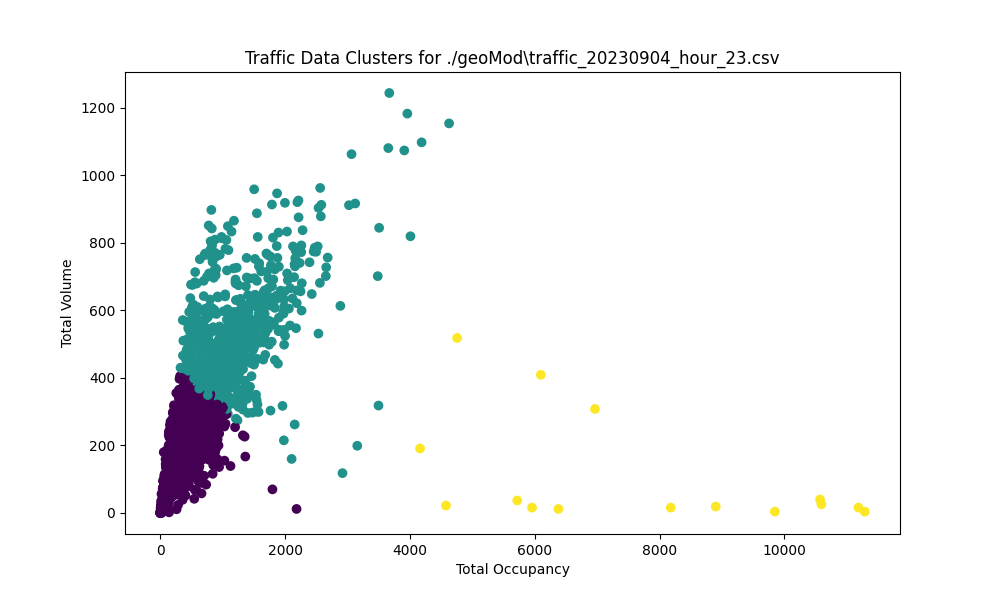 Traffic Data Clusters for ./geoMod\traffic_20230904_hour_23.csv
Total Volume
1200
1000
800
600
400
200
0
0 2000 4000 6000 8000 10000
Total Occupancy